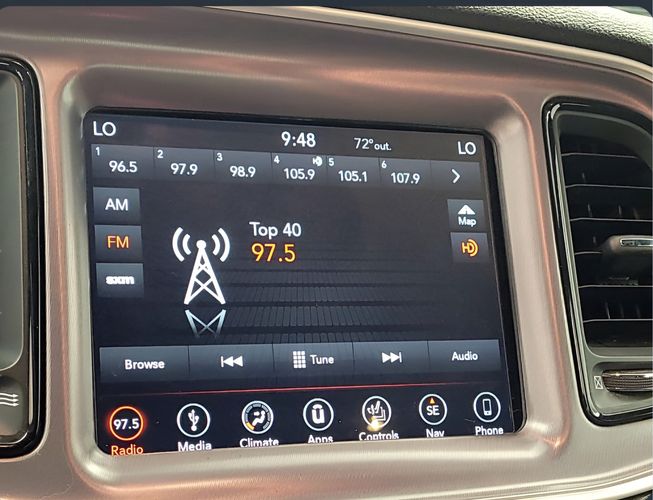 LO 9:48 72°out. LO
1 96.5 2 97.9 3 98.9 4 105.9 HD 5 105.1 6 107.9 >
AM
Map
FM
HD
sxm
Top 40
97.5
Browse Tune Audio
97.5 SE
Radio Media Climate Apps Controls Nav Phone